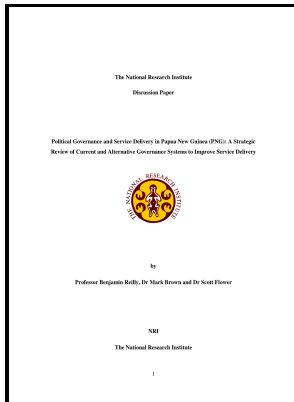 The National Research Institute
Discussion Paper
Political Governance and Service Delivery in Papua New Guinea (PNG): A Strategic
Review of Current and Alternative Governance Systems to Improve Service Delivery
THE NATIONAL RESEARCH INSTITUTE
by
Professor Benjamin Reilly, Dr Mark Brown and Dr Scott Flower
NRI
The National Research Institute
1